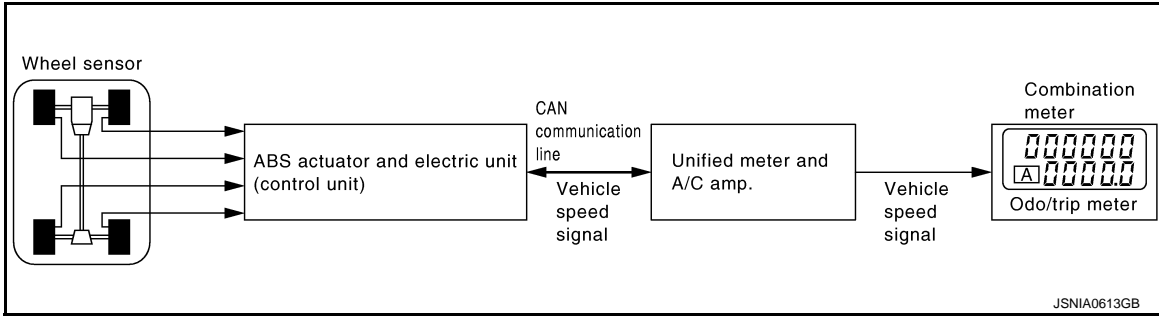 Wheel sensor
ABS actuator and electric unit
(control unit)
CAN
communication
line
Vehicle
speed
signal
Unified meter and
A/C amp.
Vehicle
speed
signal
Combination
meter
000000
A 0000.0
Odo/trip meter
JSNIA0613GB